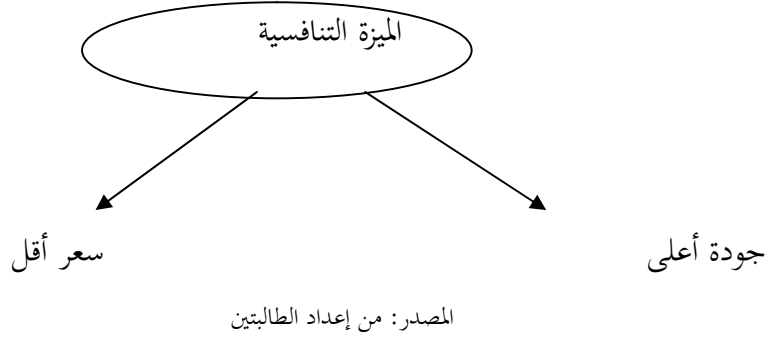 الميزة التنافسية
جودة أعلى
سعر أقل
المصدر: من إعداد الطالبتين